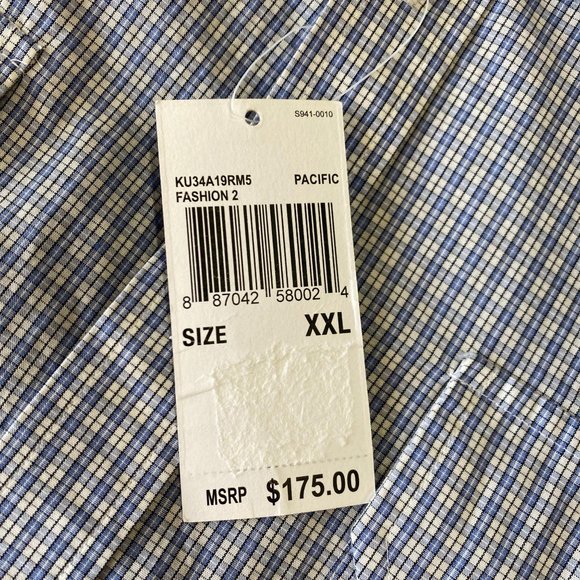 S941-0010
KU34A19RM5 PACIFIC
FASHION 2
8 87042 58002 4
SIZE XXL
MSRP $175.00